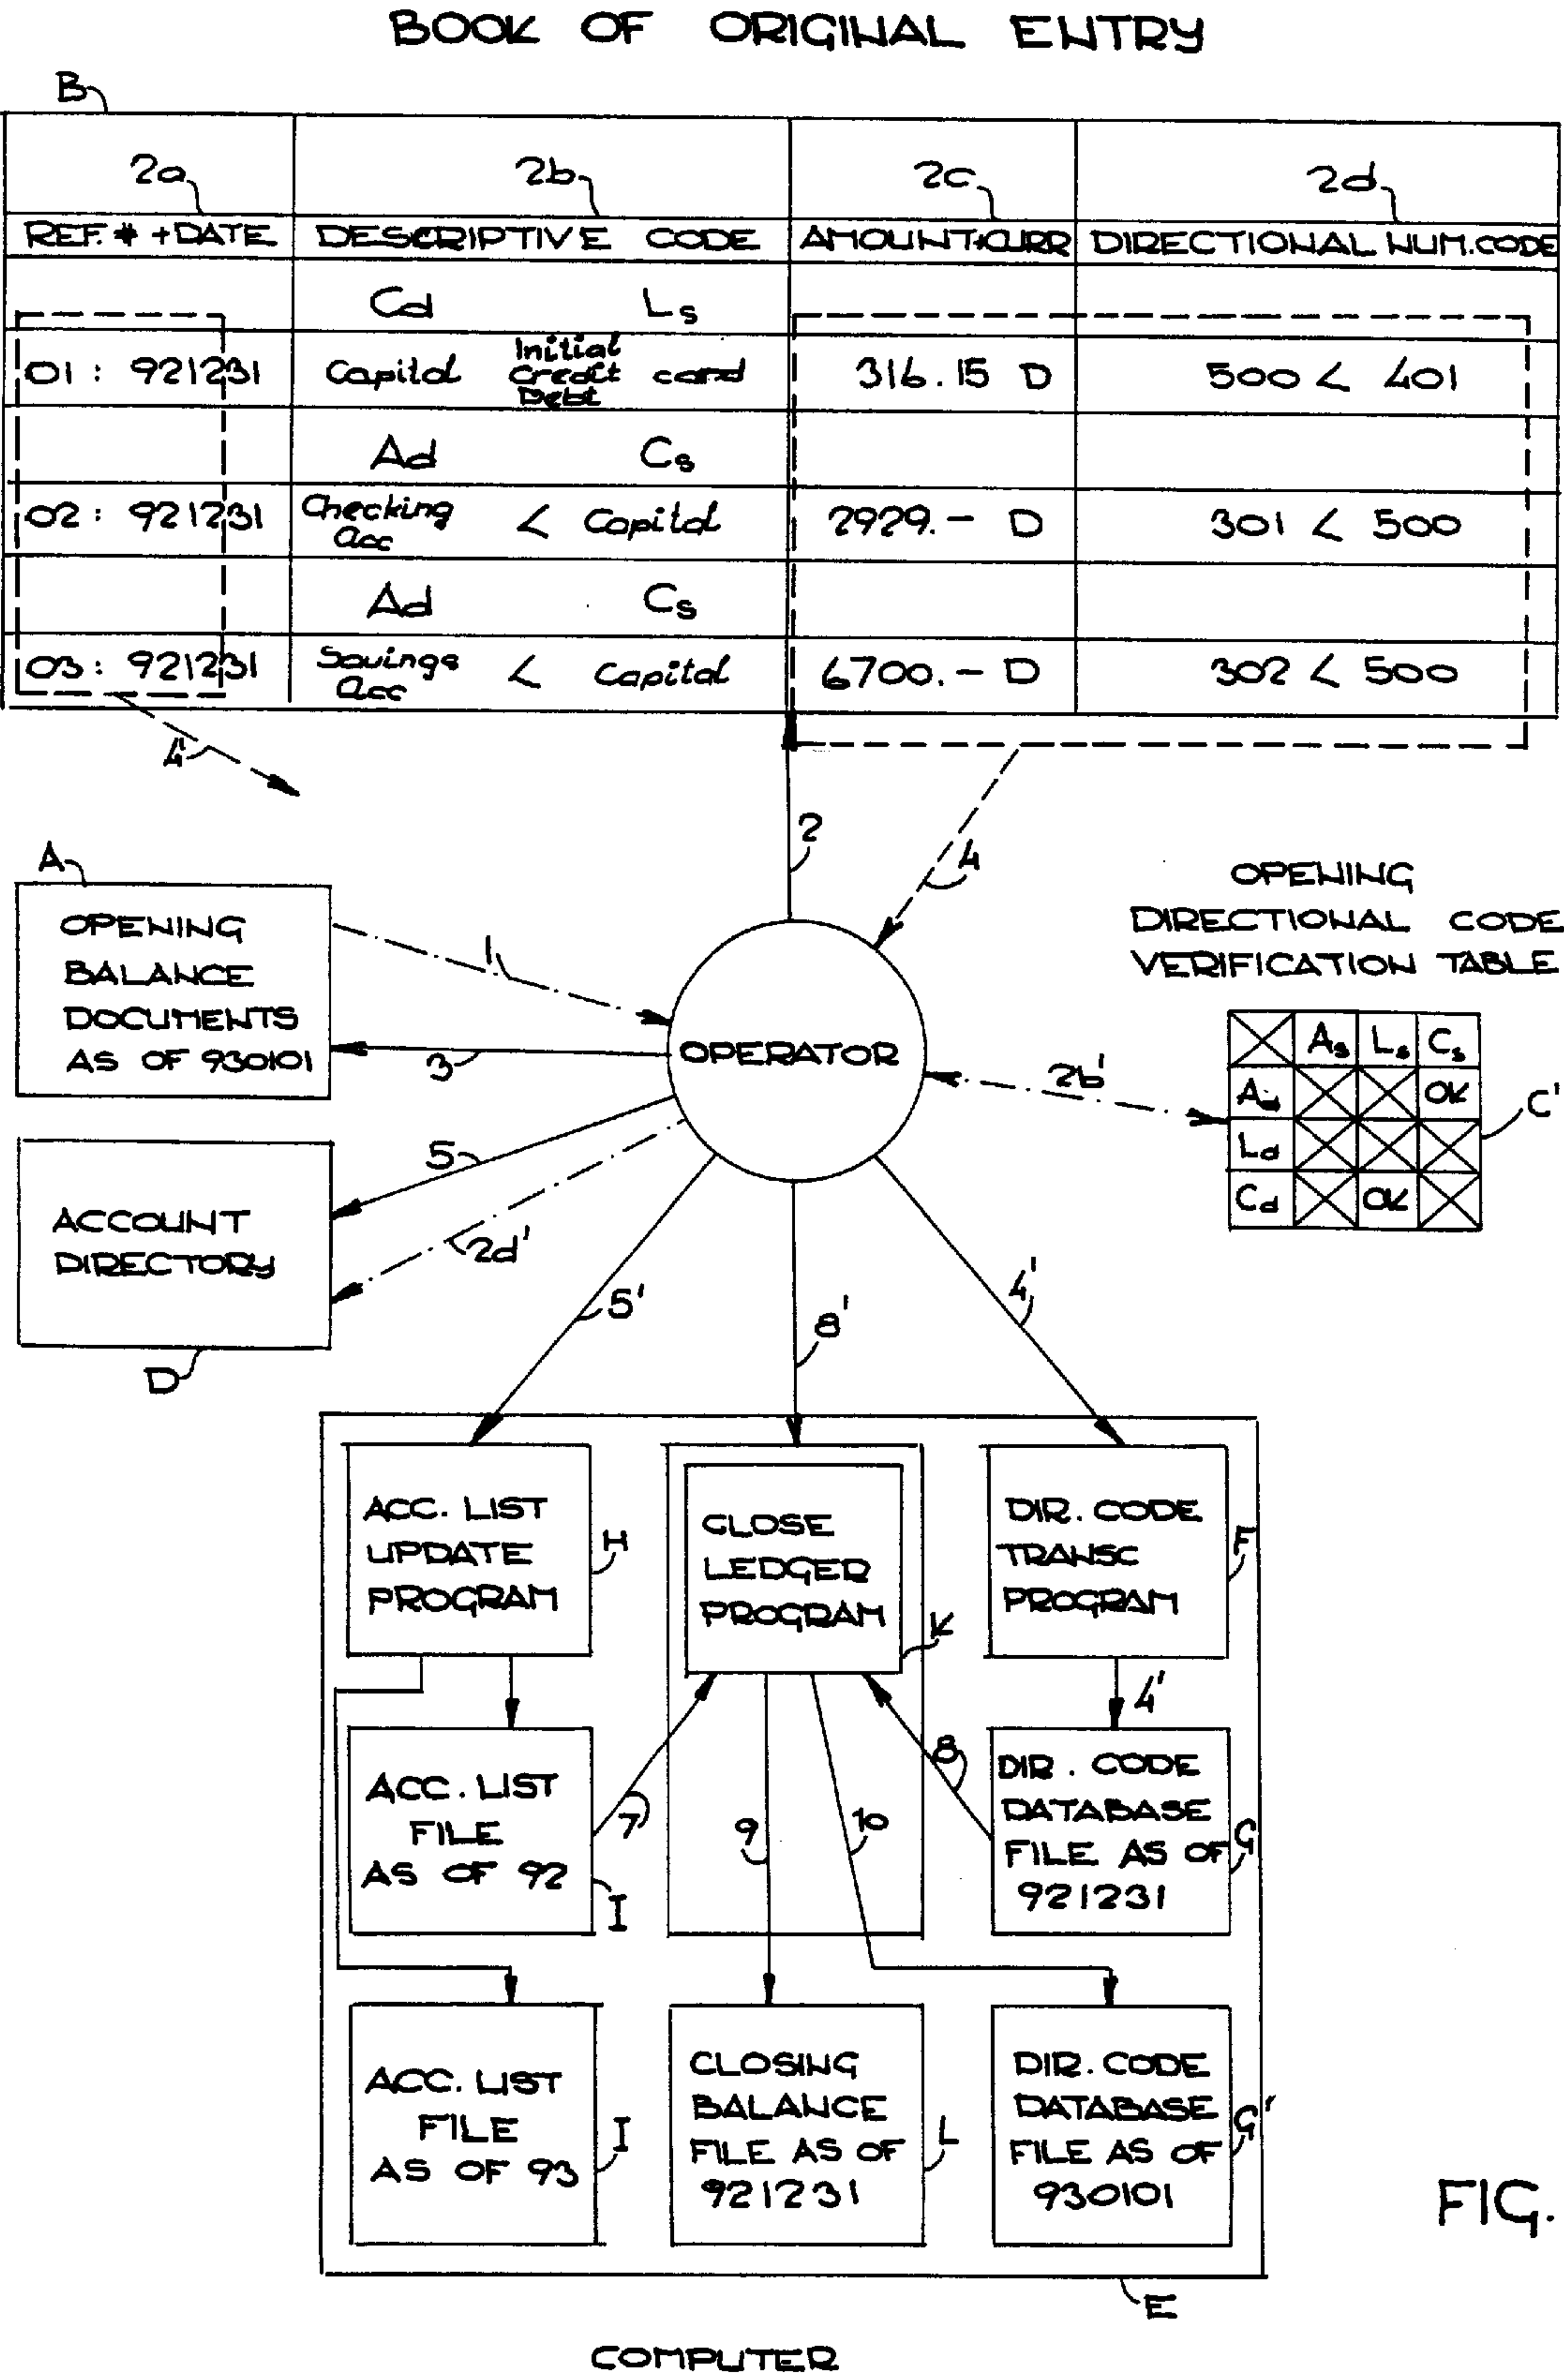 BOOK OF ORIGINAL ENTRY
B
2a 2b 2c 2d
REF. # + DATE DESCRIPTIVE CODE AMOUNT+CURR DIRECTIONAL NUM. CODE
Cd Ls
01 : 921231 Capital Initial Credit card Debt 316.15 D 500 < 401
Ad Cs
02 : 921231 Checking Acc < Capital 2929.- D 301 < 500
Ad Cs
03 : 921231 Savings Acc < Capital 6700.- D 302 < 500
4'
2
4
A
OPENING
BALANCE
DOCUMENTS
AS OF 930101
1
3
OPERATOR
OPENING
DIRECTIONAL CODE
VERIFICATION TABLE
As Ls Cs
Ad OK
Ld
Cd OK
2b'
C'
5
ACCOUNT
DIRECTORY
2d'
D
5'
8'
4'
ACC. LIST
UPDATE
PROGRAM
H
CLOSE
LEDGER
PROGRAM
K
DIR. CODE
TRANSC
PROGRAM
F
4'
ACC. LIST
FILE
AS OF 92
I
7
9
10
8
DIR. CODE
DATABASE
FILE AS OF
921231
G
ACC. LIST
FILE
AS OF 93
I
CLOSING
BALANCE
FILE AS OF
921231
L
DIR. CODE
DATABASE
FILE AS OF
930101
G'
FIG.
E
COMPUTER